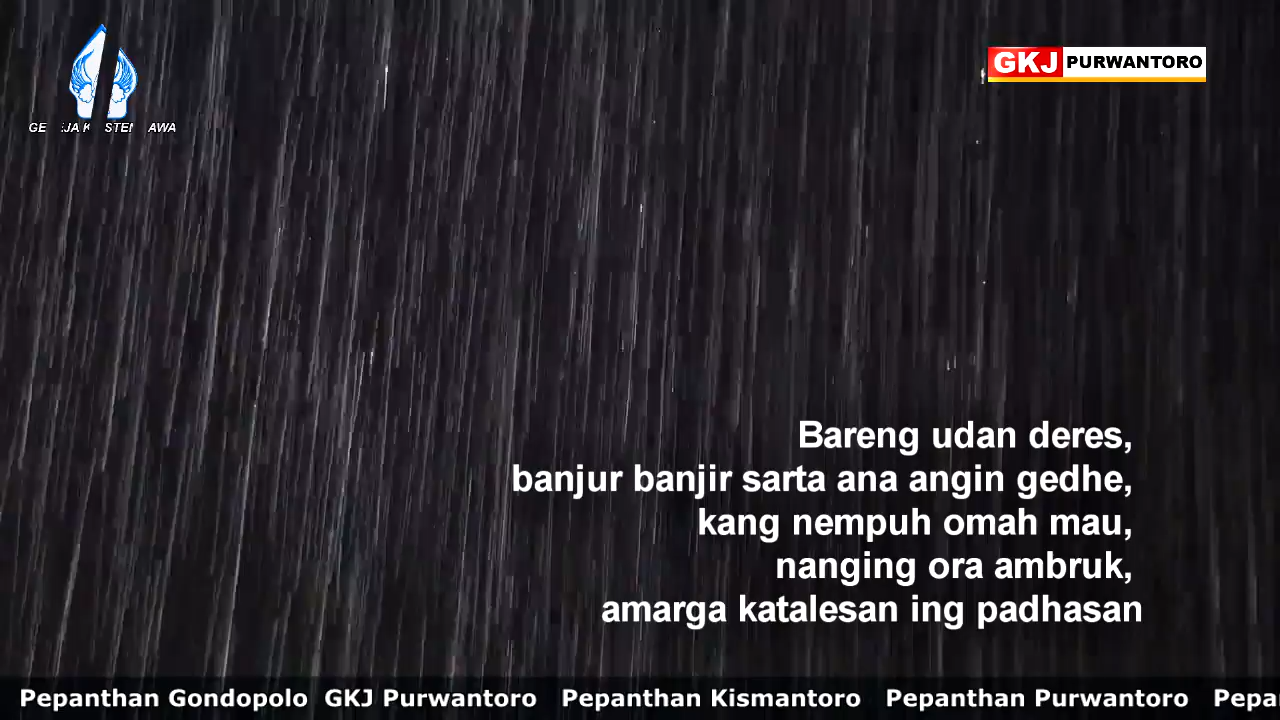 GKJ PURWANTORO
Bareng udan deres,
banjur banjir sarta ana angin gedhe,
kang nempuh omah mau,
nanging ora ambruk,
amarga katalesan ing padhasan
Pepanthan Gondopolo GKJ Purwantoro Pepanthan Kismantoro Pepanthan Purwantoro